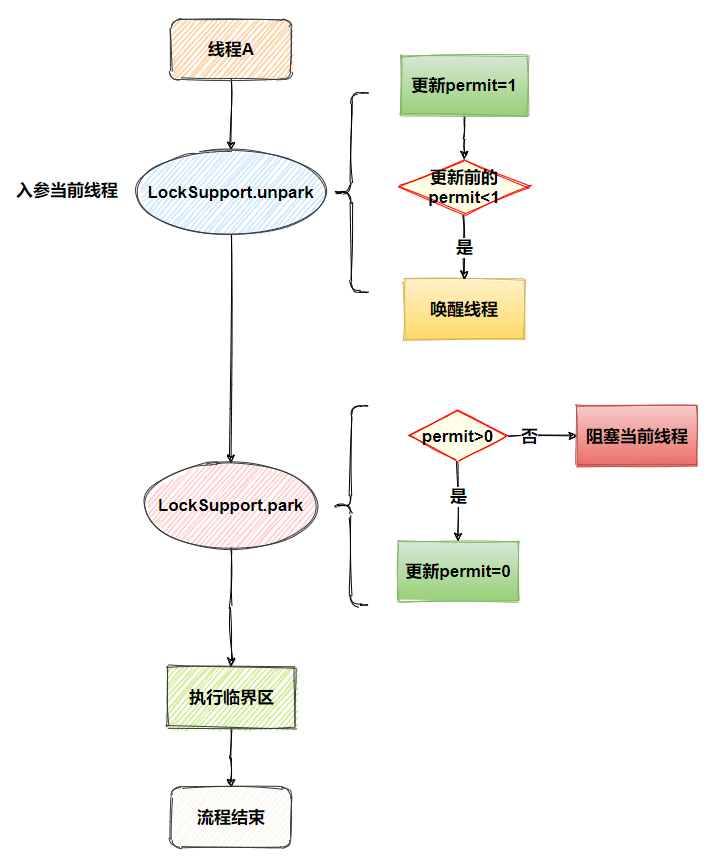 线程A
更新permit=1
入参当前线程
LockSupport.unpark
更新前的
permit<1
是
唤醒线程
permit>0
否
阻塞当前线程
LockSupport.park
是
更新permit=0
执行临界区
流程结束